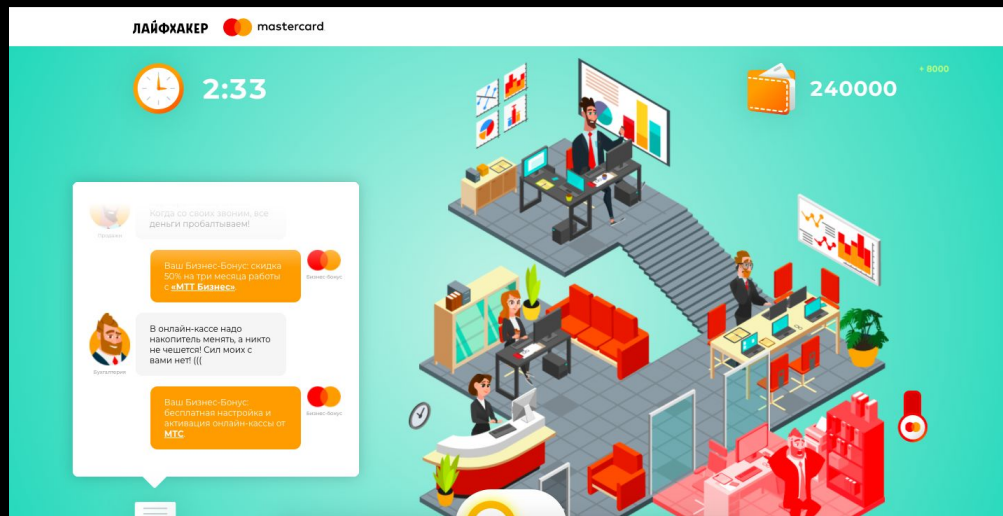 ЛАЙФХАКЕР
mastercard
2:33
+ 8000
240000
Когда со своих звоним, все
деньги пробалтываем!
Продажи
Ваш Бизнес-Бонус: скидка
50% на три месяца работы
с «МТТ Бизнес».
Бизнес-бонус
В онлайн-кассе надо
накопитель менять, а никто
не чешется! Сил моих с
вами нет! (((
Бухгалтерия
Ваш Бизнес-Бонус:
бесплатная настройка и
активация онлайн-кассы от
МТС.
Бизнес-бонус